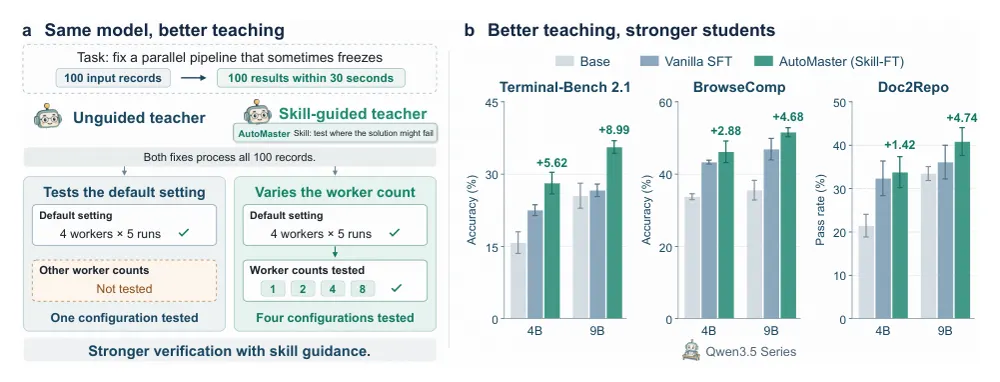 a Same model, better teaching
Task: fix a parallel pipeline that sometimes freezes
100 input records
100 results within 30 seconds
Unguided teacher
Skill-guided teacher
AutoMaster Skill: test where the solution might fail
Both fixes process all 100 records.
Tests the default setting
Default setting
4 workers × 5 runs ✓
Other worker counts
Not tested
One configuration tested
Varies the worker count
Default setting
4 workers × 5 runs ✓
Worker counts tested
1 2 4 8 ✓
Four configurations tested
Stronger verification with skill guidance.
b Better teaching, stronger students
Base
Vanilla SFT
AutoMaster (Skill-FT)
Terminal-Bench 2.1
Accuracy (%)
45
30
15
0
+5.62
+8.99
4B
9B
BrowseComp
Accuracy (%)
60
40
20
0
+2.88
+4.68
4B
9B
Doc2Repo
Pass rate (%)
50
40
30
20
10
0
+1.42
+4.74
4B
9B
Qwen3.5 Series